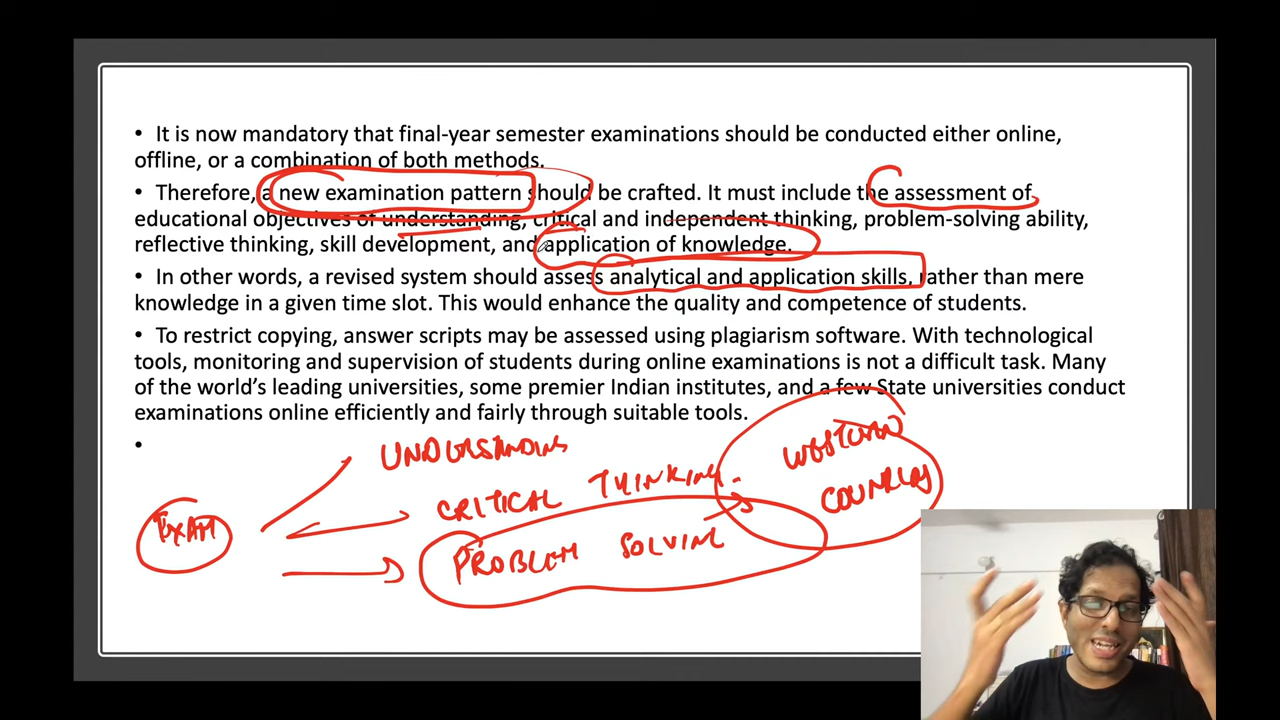 • It is now mandatory that final-year semester examinations should be conducted either online,
offline, or a combination of both methods.
• Therefore, a new examination pattern should be crafted. It must include the assessment of
educational objectives of understanding, critical and independent thinking, problem-solving ability,
reflective thinking, skill development, and application of knowledge.
• In other words, a revised system should assess analytical and application skills, rather than mere
knowledge in a given time slot. This would enhance the quality and competence of students.
• To restrict copying, answer scripts may be assessed using plagiarism software. With technological
tools, monitoring and supervision of students during online examinations is not a difficult task. Many
of the world’s leading universities, some premier Indian institutes, and a few State universities conduct
examinations online efficiently and fairly through suitable tools.
•
UNDERSTANDING
CRITICAL THINKING.
WESTERN
COUNTRIES
EXAM
PROBLEM SOLVING